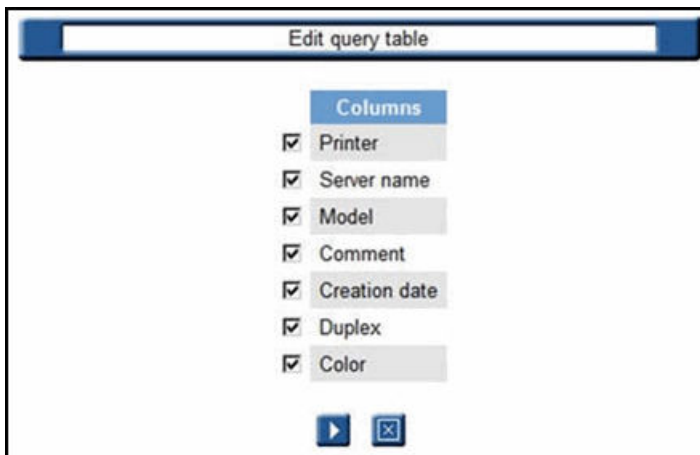 Edit query table
Columns
Printer
Server name
Model
Comment
Creation date
Duplex
Color